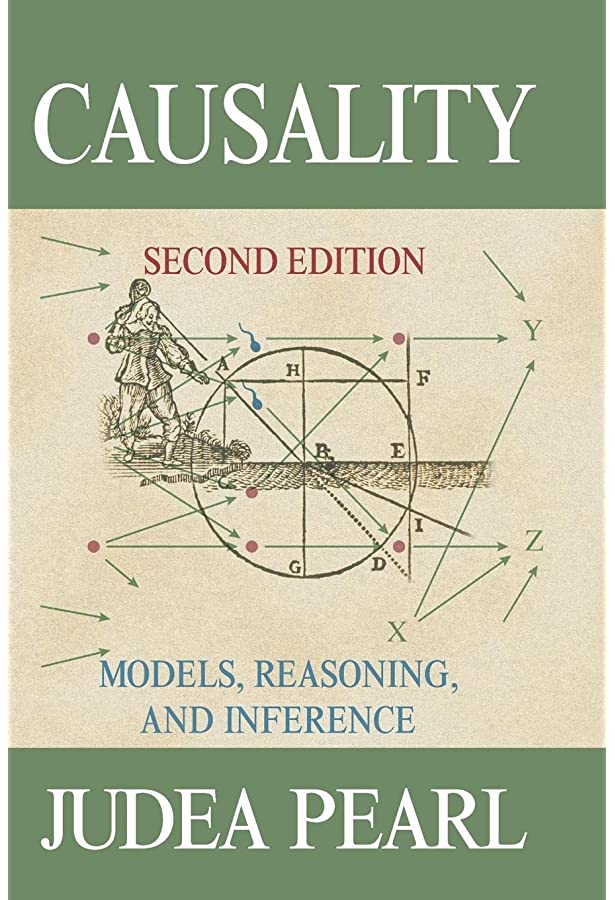 CAUSALITY
SECOND EDITION
Y
A
H
F
B
E
C
I
Z
G
D
X
MODELS, REASONING,
AND INFERENCE
JUDEA PEARL